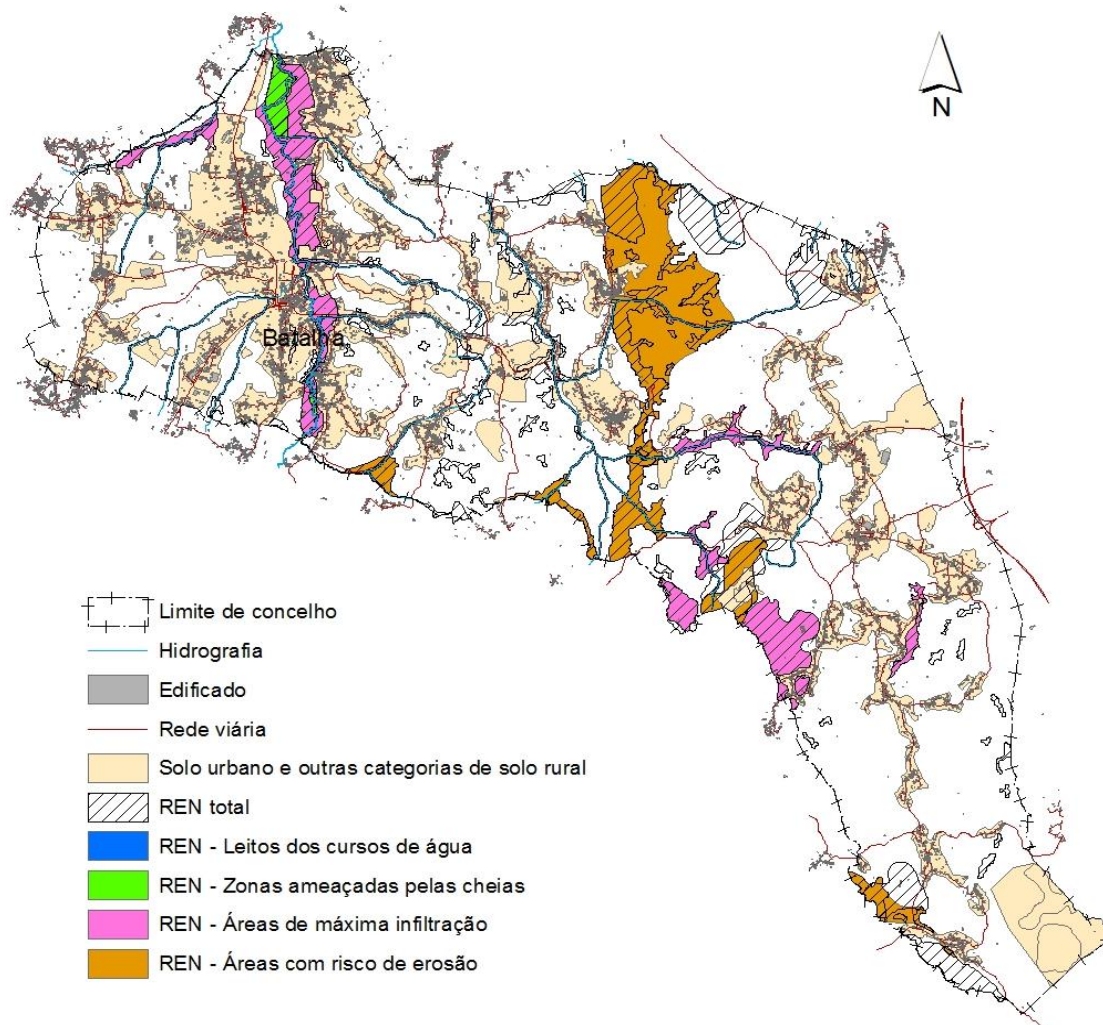 N
Batalha
Limite de concelho
Hidrografia
Edificado
Rede viária
Solo urbano e outras categorias de solo rural
REN total
REN - Leitos dos cursos de água
REN - Zonas ameaçadas pelas cheias
REN - Áreas de máxima infiltração
REN - Áreas com risco de erosão